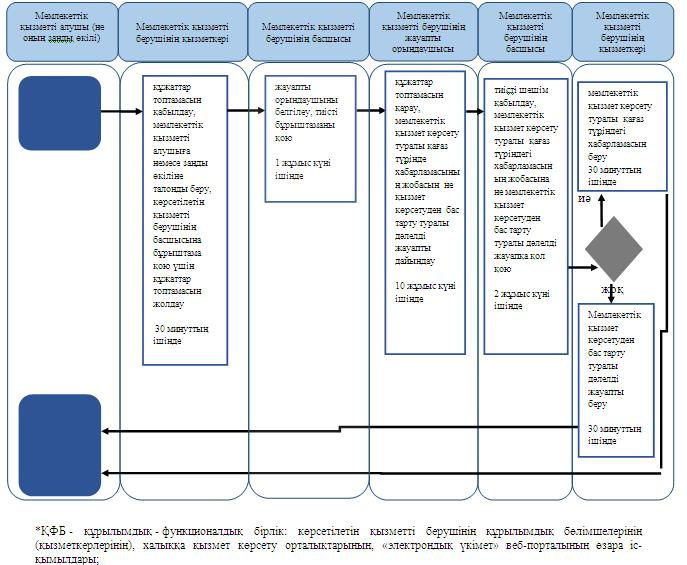 Мемлекеттік
қызметті алушы (не
оның заңды өкілі)
Мемлекеттік қызметті
берушінің қызметкері
Мемлекеттік қызметті
берушінің басшысы
Мемлекеттік
қызметті берушінің
жауапты
орындаушысы
Мемлекеттік
қызметті
берушінің
басшысы
Мемлекеттік
қызметті
берушінің
қызметкері
құжаттар
топтамасын
қабылдау,
мемлекеттік
қызметті
алушыға
немесе заңды
өкіліне
талонды беру,
көрсетілетін
қызметті
берушінің
басшысына
бұрыштама
қою үшін
құжаттар
топтамасын
жолдау
30 минуттың
ішінде
жауапты
орындаушыны
белгілеу, тиісті
бұрыштаманы
қою
1 жұмыс күні
ішінде
құжаттар
топтамасын
қарау,
мемлекеттік
қызмет көрсету
туралы қағаз
түрінде
хабарламасыны
ң жобасын не
қызмет
көрсетуден бас
тарту туралы
дәлелді
жауапты
дайындау
10 жұмыс күні
ішінде
тиісті шешім
қабылдау,
мемлекеттік
қызмет көрсету
туралы қағаз
түріндегі
хабарламасын
ың жобасына
не мемлекеттік
қызмет
көрсетуден
бас тарту
туралы дәлелді
жауапқа қол
қою
2 жұмыс күні
ішінде
мемлекеттік
қызмет көрсету
туралы қағаз
түріндегі
хабарламасын
беру
30 минуттың
ішінде
иә
жоқ
Мемлекеттік
қызмет
көрсетуден
бас тарту
туралы
дәлелді
жауапты
беру
30 минуттың
ішінде
*ҚФБ - құрылымдық - функционалдық бірлік: көрсетілетін қызметті берушінің құрылымдық бөлімшелерінің
(қызметкерлерінің), халыққа қызмет көрсету орталықтарының, «электрондық үкімет» веб-порталының өзара іс-
қимылдары;